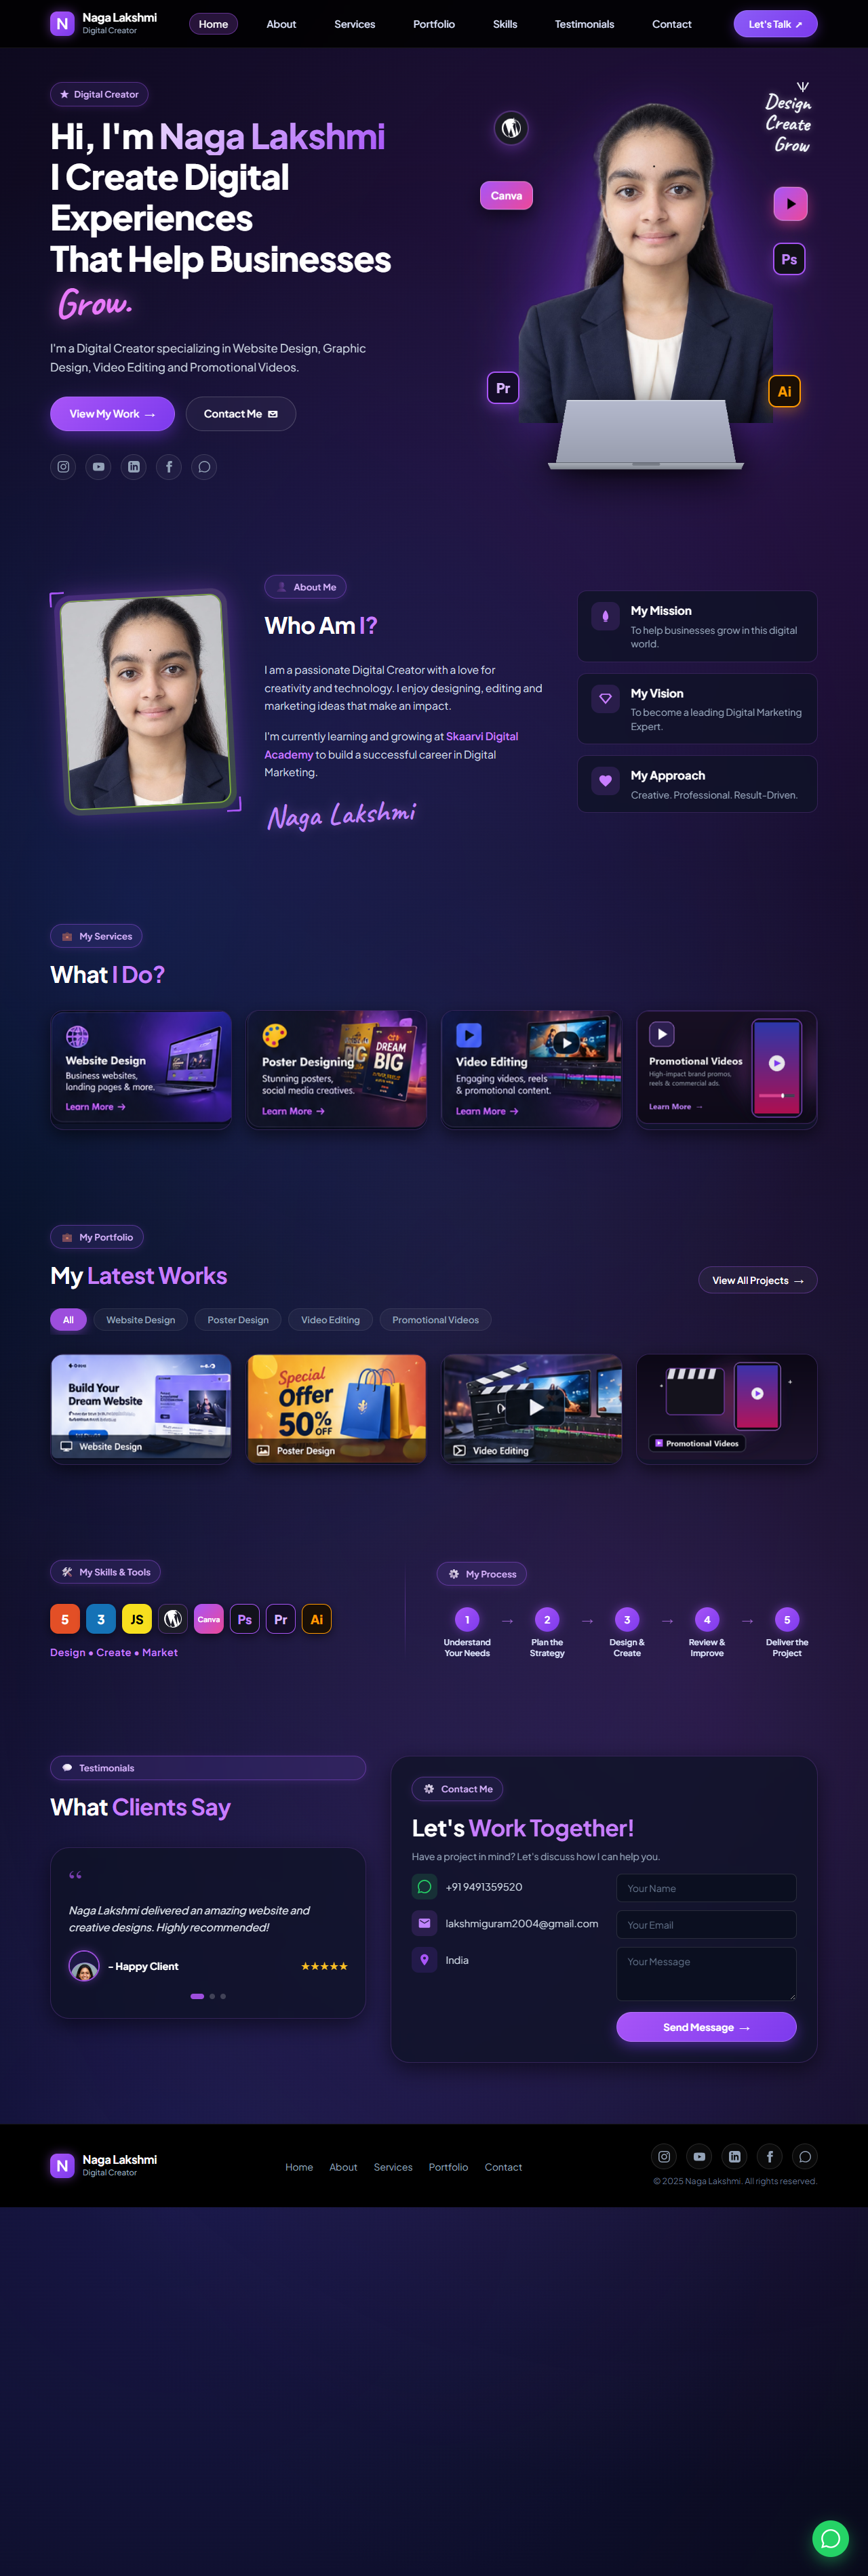 N
Naga Lakshmi
Digital Creator
Home
About
Services
Portfolio
Skills
Testimonials
Contact
Let's Talk ↗
★ Digital Creator
Design
Create
Grow
Hi, I'm Naga Lakshmi
I Create Digital
Experiences
That Help Businesses
Grow.
Canva
Ps
Pr
Ai
I'm a Digital Creator specializing in Website Design, Graphic
Design, Video Editing and Promotional Videos.
View My Work →
Contact Me
About Me
Who Am I?
I am a passionate Digital Creator with a love for
creativity and technology. I enjoy designing, editing and
marketing ideas that make an impact.
I'm currently learning and growing at Skaarvi Digital
Academy to build a successful career in Digital
Marketing.
Naga Lakshmi
My Mission
To help businesses grow in this digital
world.
My Vision
To become a leading Digital Marketing
Expert.
My Approach
Creative. Professional. Result-Driven.
My Services
What I Do?
Website Design
Business websites,
landing pages & more.
Learn More →
Poster Designing
Stunning posters,
social media creatives.
Learn More →
DREAM
BIG
Video Editing
Engaging videos, reels
& promotional content.
Learn More →
Promotional Videos
High-impact brand promos,
reels & commercial ads.
Learn More →
My Portfolio
My Latest Works
View All Projects →
All
Website Design
Poster Design
Video Editing
Promotional Videos
Build Your
Dream Website
Website Design
Special
Offer
50% OFF
Poster Design
Video Editing
Promotional Videos
My Skills & Tools
5
3
JS
Canva
Ps
Pr
Ai
Design • Create • Market
My Process
1 → 2 → 3 → 4 → 5
Understand
Your Needs
Plan the
Strategy
Design &
Create
Review &
Improve
Deliver the
Project
Testimonials
What Clients Say
“
Naga Lakshmi delivered an amazing website and
creative designs. Highly recommended!
- Happy Client
★★★★★
Contact Me
Let's Work Together!
Have a project in mind? Let's discuss how I can help you.
+91 9491359520
lakshmiguram2004@gmail.com
India
Your Name
Your Email
Your Message
Send Message →
N
Naga Lakshmi
Digital Creator
Home
About
Services
Portfolio
Contact
© 2025 Naga Lakshmi. All rights reserved.